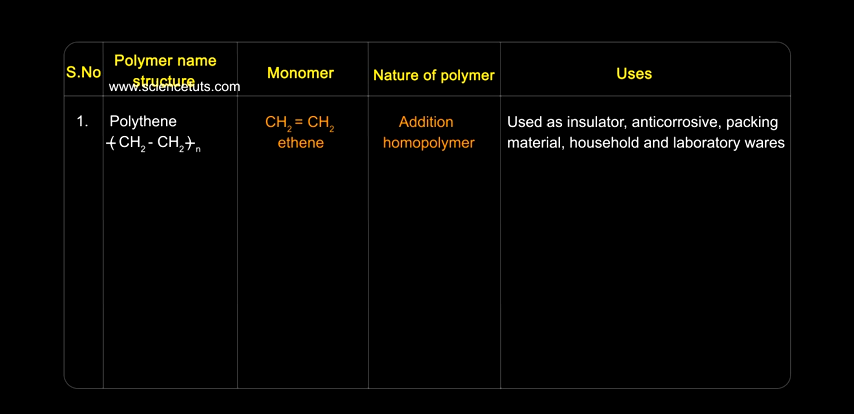 S.No
Polymer name
structure
www.sciencetuts.com
Monomer
Nature of polymer
Uses
1.
Polythene
-(CH2 - CH2)-n
CH2 = CH2
ethene
Addition
homopolymer
Used as insulator, anticorrosive, packing
material, household and laboratory wares